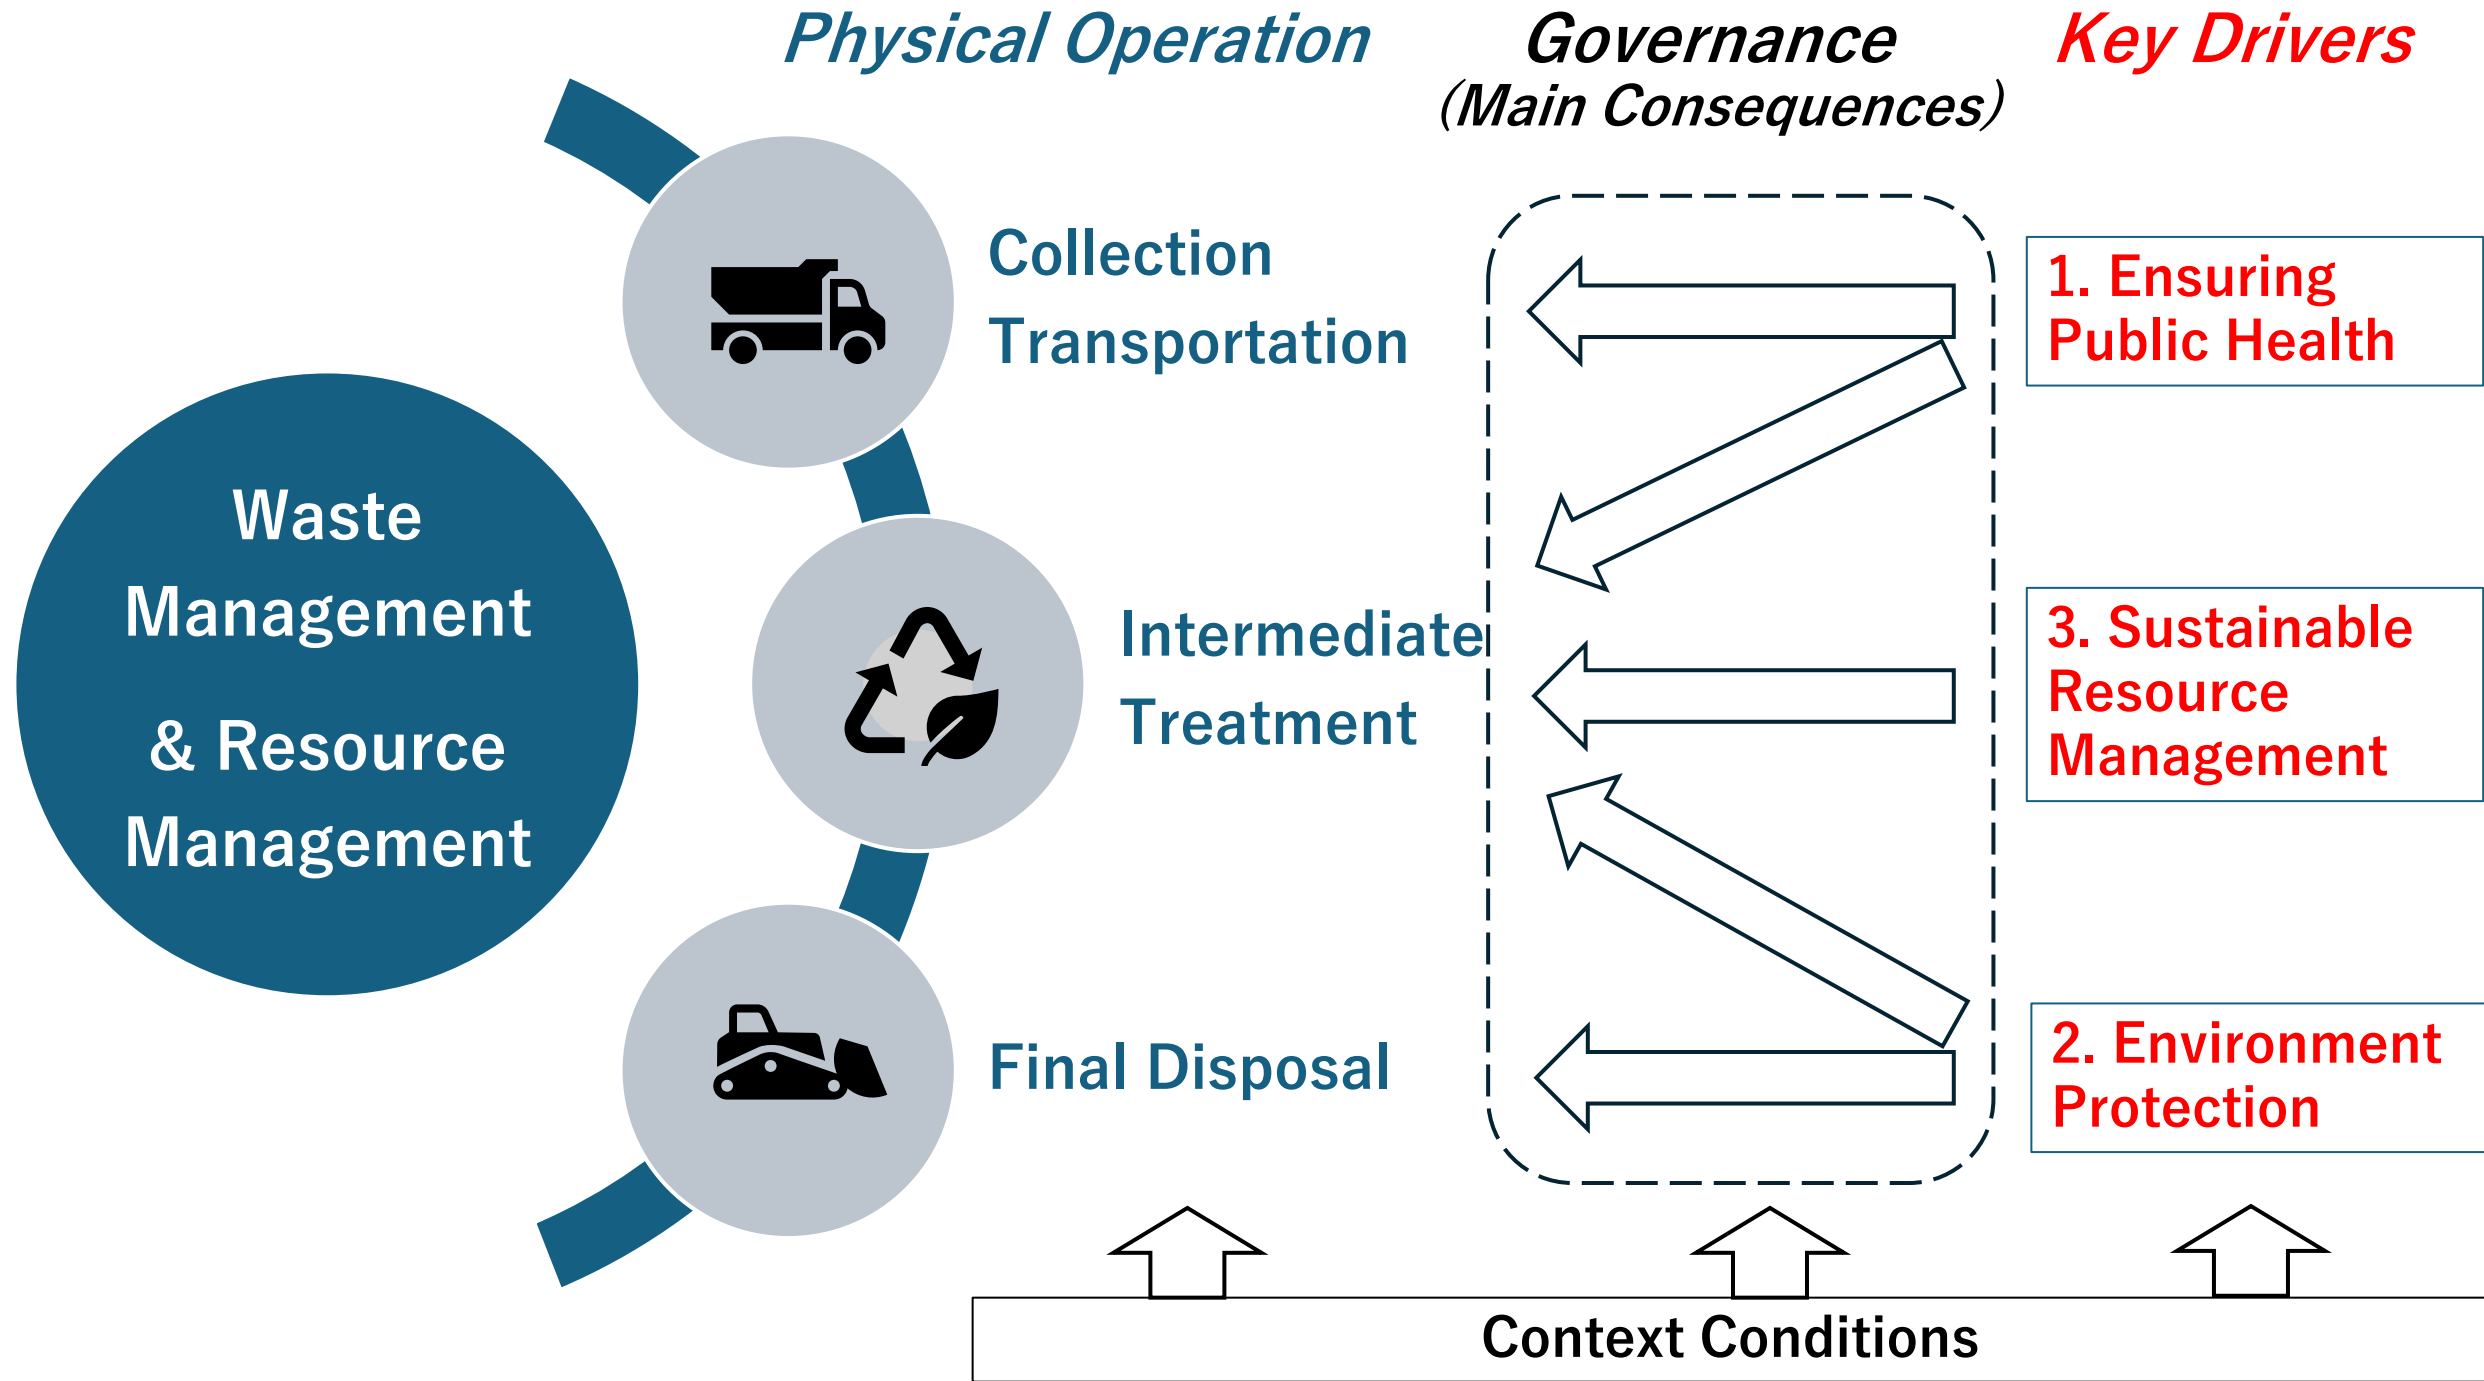 Physical Operation
Governance
(Main Consequences)
Key Drivers
Waste
Management
& Resource
Management
Collection
Transportation
Intermediate
Treatment
Final Disposal
1. Ensuring
Public Health
3. Sustainable
Resource
Management
2. Environment
Protection
Context Conditions